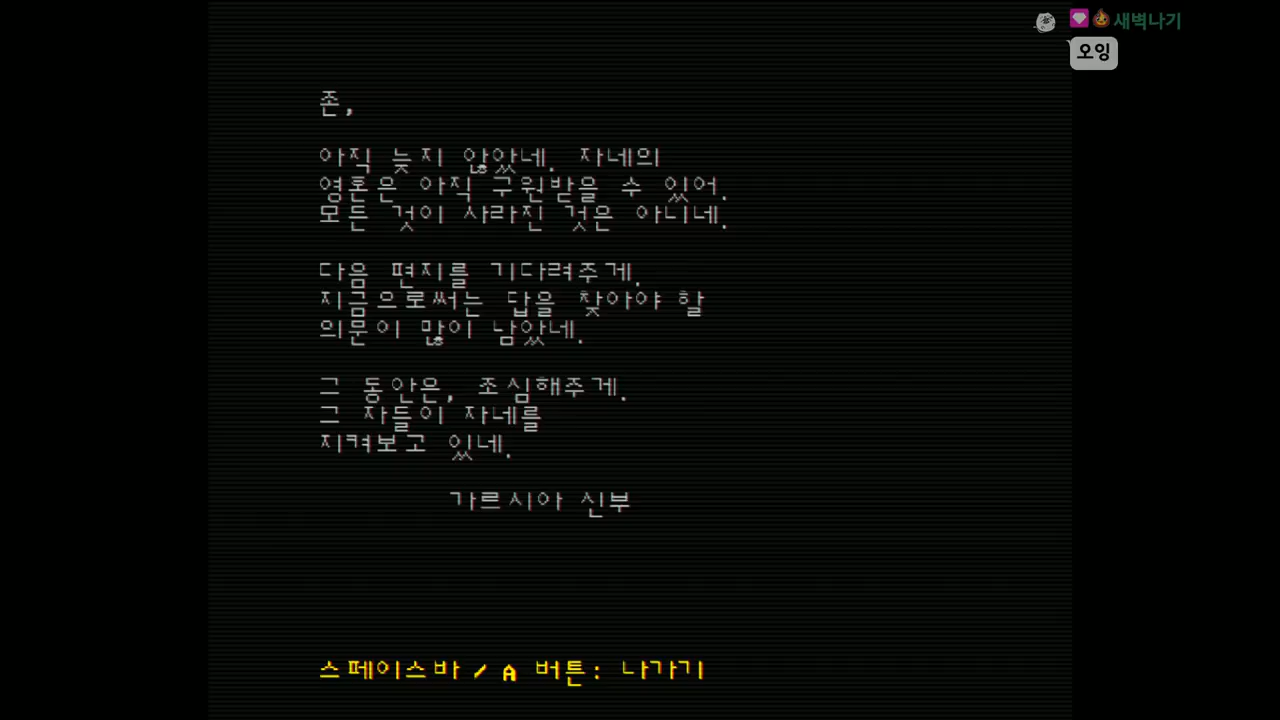 새벽나기
오잉
존,
아직 늦지 않았네. 자네의
영혼은 아직 구원받을 수 있어.
모든 것이 사라진 것은 아니네.
다음 편지를 기다려주게.
지금으로써는 답을 찾아야 할
의문이 많이 남았네.
그 동안은, 조심해주게.
그 자들이 자네를
지켜보고 있네.
가르시아 신부
스페이스바 / A 버튼: 나가기